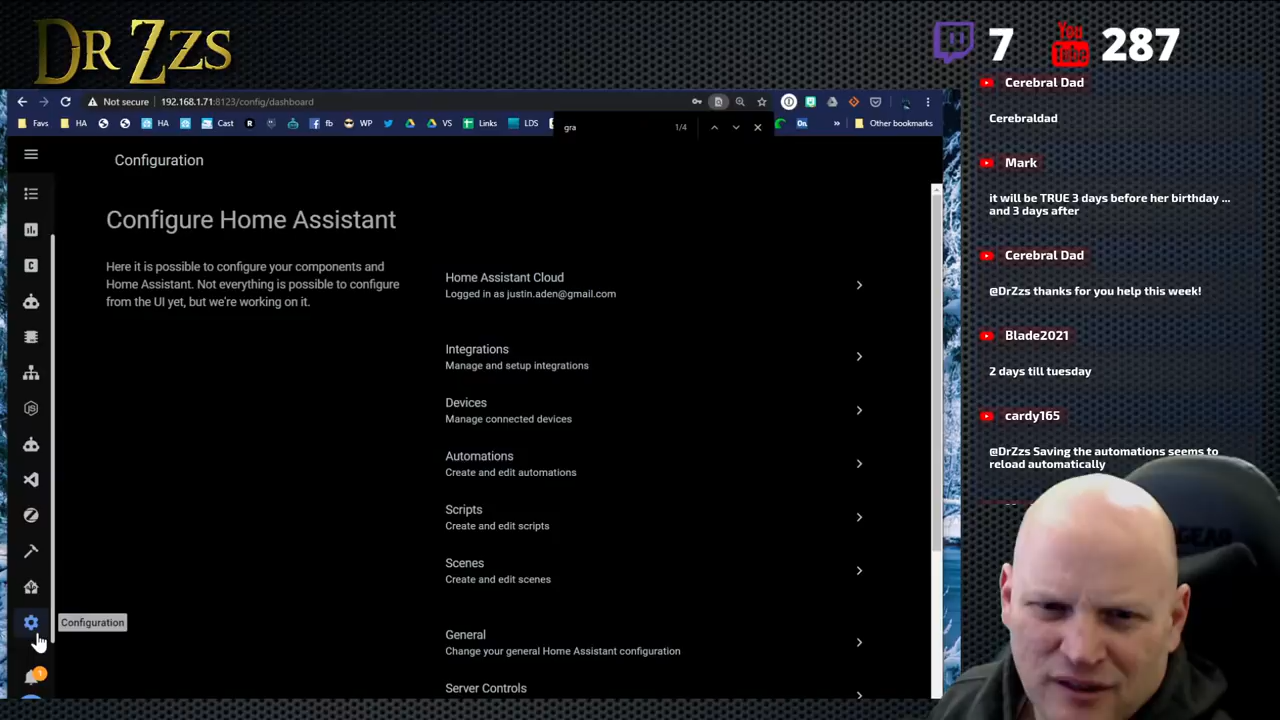 DR ZZS
7
You Tube
287
Not secure 192.168.1.71:8123/config/dashboard
Favs
HA
HA
Cast
R
fb
WP
VS
Links
LDS
gra
1/4
On.
»
Other bookmarks
Configuration
Configure Home Assistant
Here it is possible to configure your components and
Home Assistant. Not everything is possible to configure
from the UI yet, but we're working on it.
Home Assistant Cloud
Logged in as justin.aden@gmail.com
Integrations
Manage and setup integrations
Devices
Manage connected devices
Automations
Create and edit automations
Scripts
Create and edit scripts
Scenes
Create and edit scenes
General
Change your general Home Assistant configuration
Server Controls
Configuration
1
Cerebral Dad
Cerebraldad
Mark
it will be TRUE 3 days before her birthday ...
and 3 days after
Cerebral Dad
@DrZzs thanks for you help this week!
Blade2021
2 days till tuesday
cardy165
@DrZzs Saving the automations seems to
reload automatically